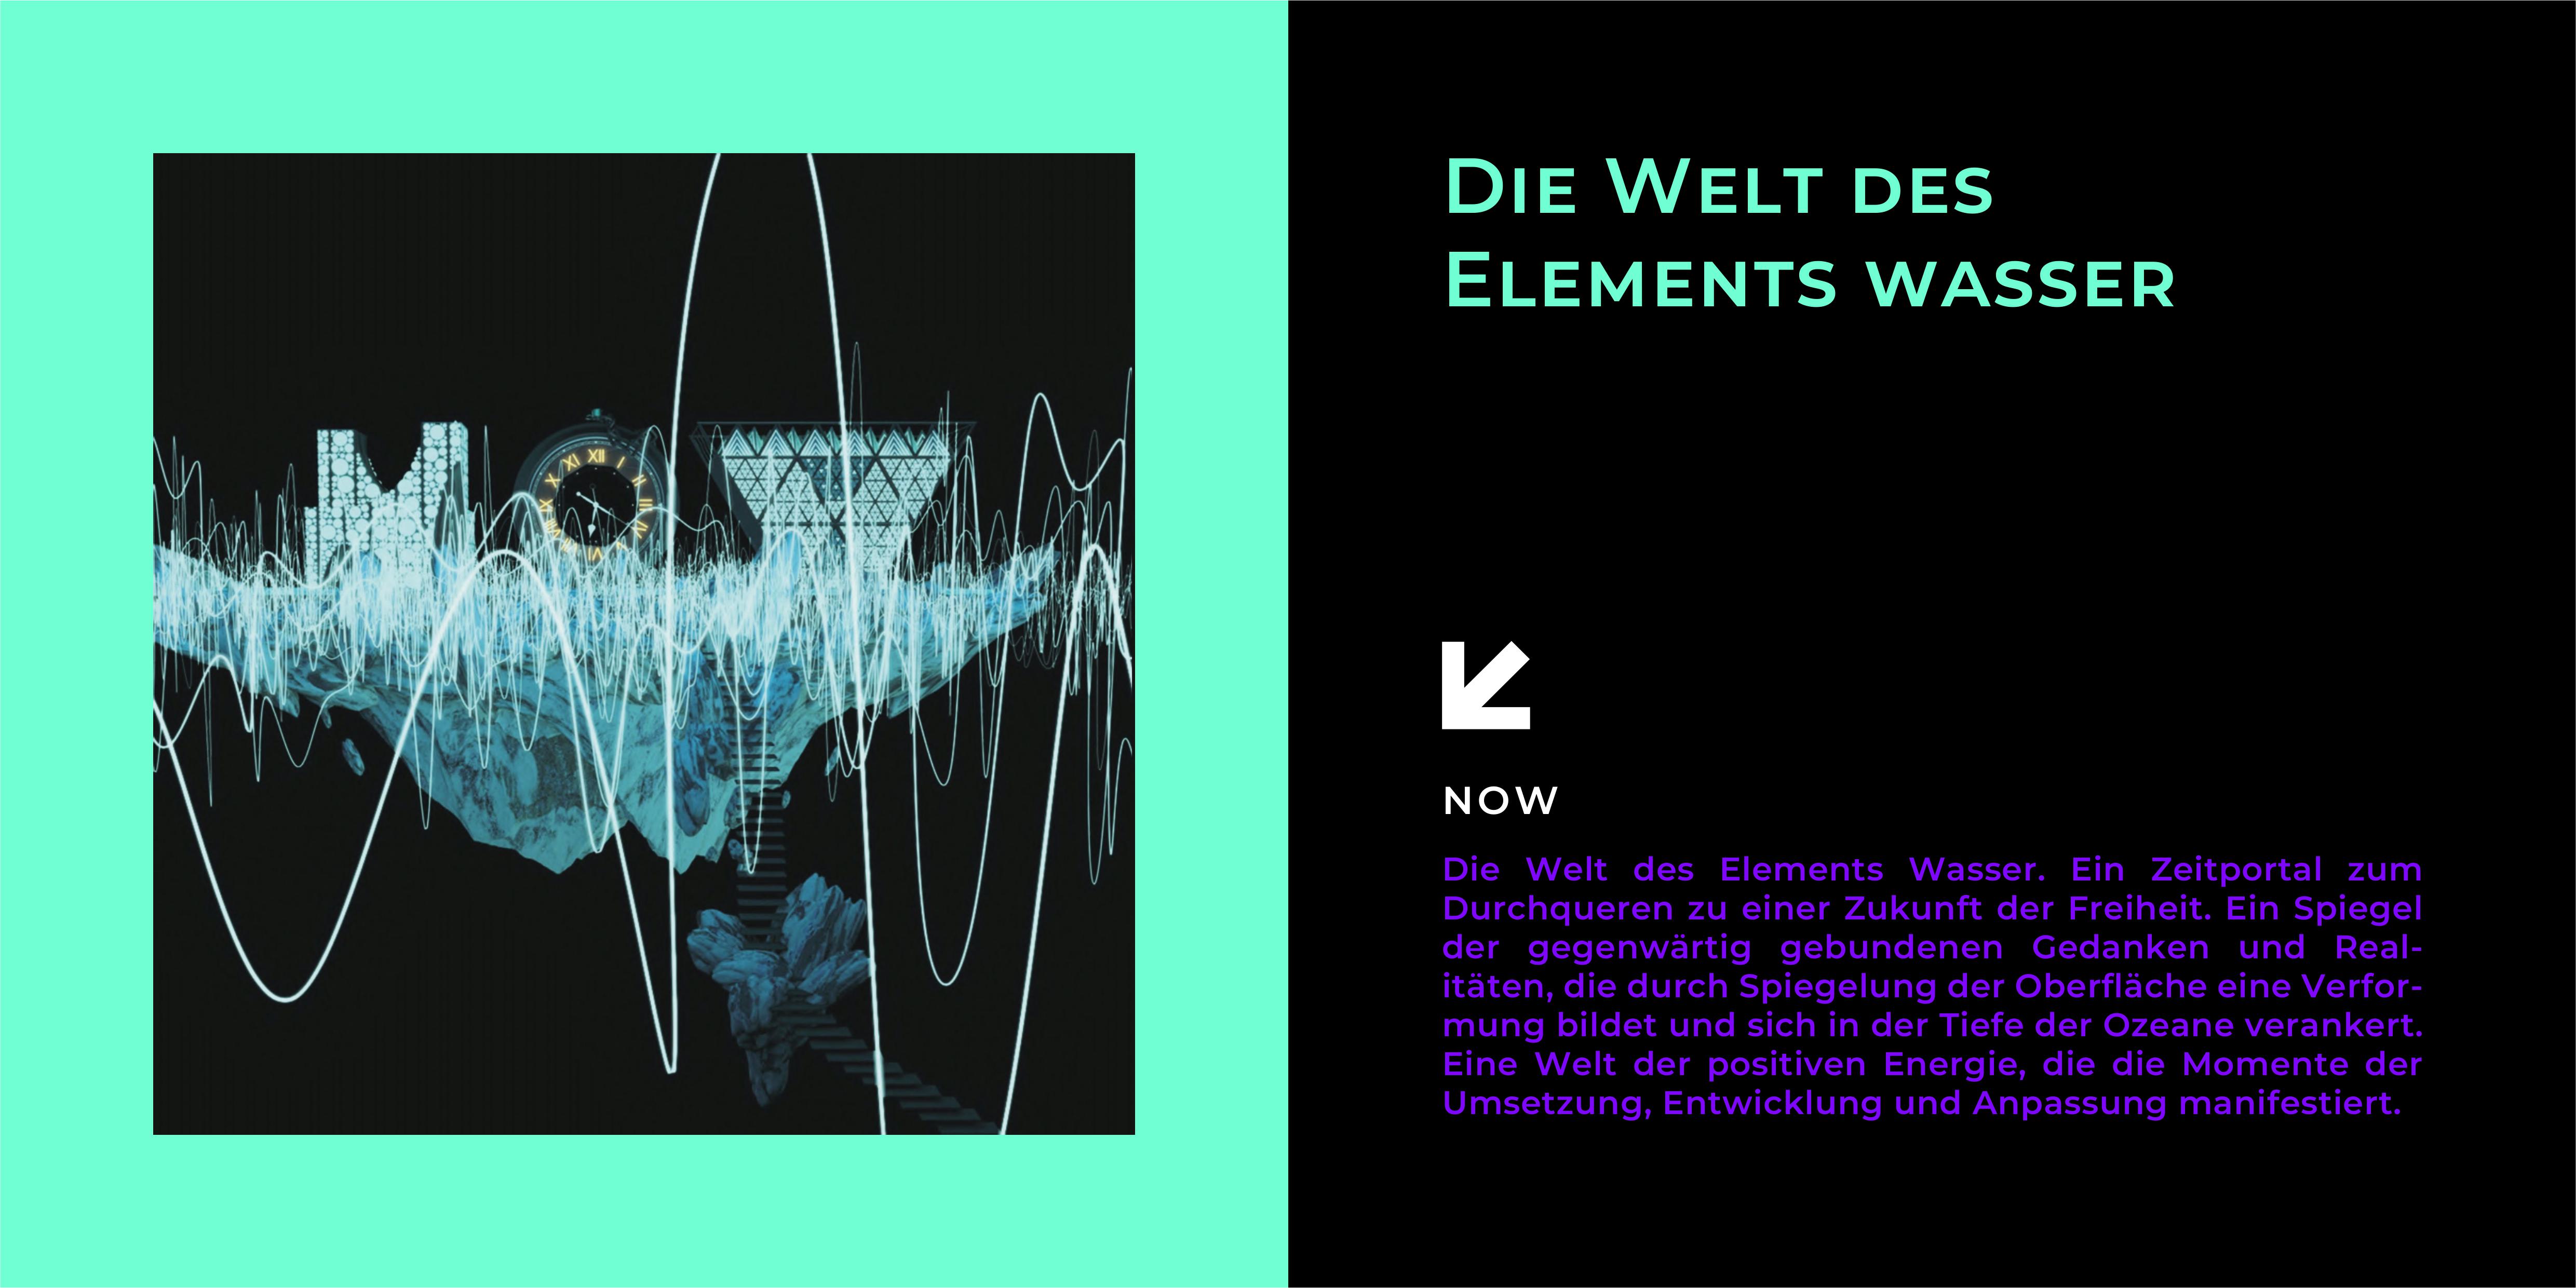 DIE WELT DES
ELEMENTS WASSER
NOW
Die Welt des Elements Wasser. Ein Zeitportal zum
Durchqueren zu einer Zukunft der Freiheit. Ein Spiegel
der gegenwärtig gebundenen Gedanken und Real-
itäten, die durch Spiegelung der Oberfläche eine Verfor-
mung bildet und sich in der Tiefe der Ozeane verankert.
Eine Welt der positiven Energie, die die Momente der
Umsetzung, Entwicklung und Anpassung manifestiert.